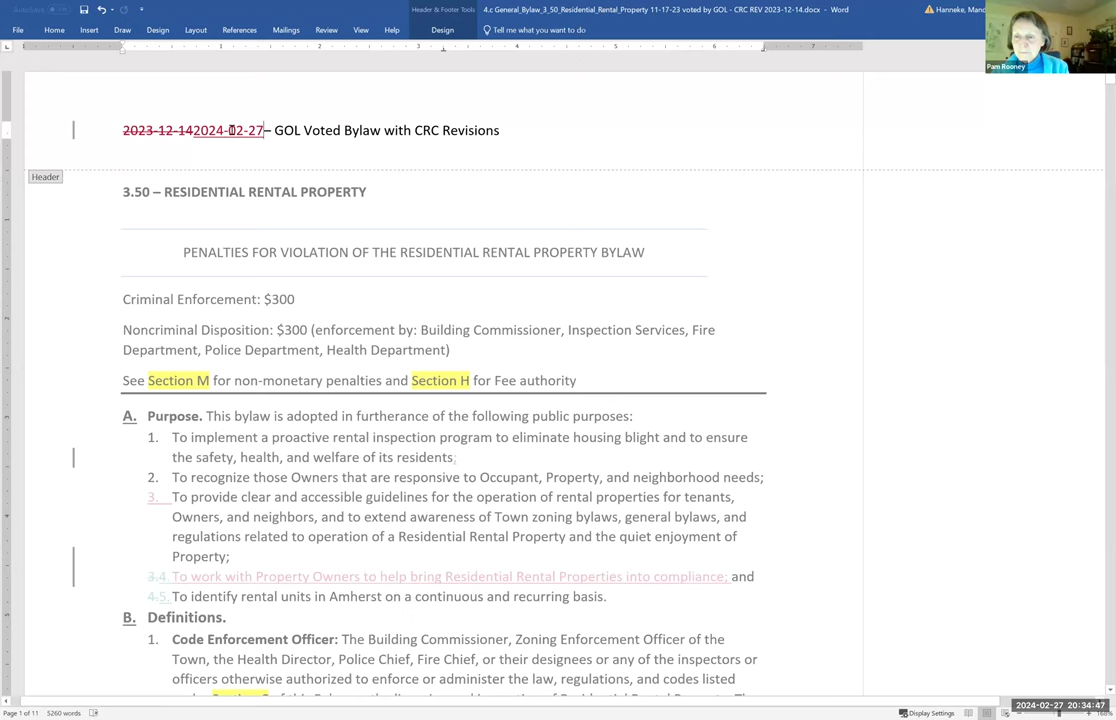 AutoSave
Header & Footer Tools
4.c General_Bylaw_3_50_Residential_Rental_Property 11-17-23 voted by GOL - CRC REV 2023-12-14.docx - Word
Hanneke, Manc
File Home Insert Draw Design Layout References Mailings Review View Help Design Tell me what you want to do
Pam Rooney
1 1 2 3 4 5 6 7
2023-12-142024-02-27– GOL Voted Bylaw with CRC Revisions
Header
3.50 – RESIDENTIAL RENTAL PROPERTY
PENALTIES FOR VIOLATION OF THE RESIDENTIAL RENTAL PROPERTY BYLAW
Criminal Enforcement: $300
Noncriminal Disposition: $300 (enforcement by: Building Commissioner, Inspection Services, Fire
Department, Police Department, Health Department)
See Section M for non-monetary penalties and Section H for Fee authority
A. Purpose. This bylaw is adopted in furtherance of the following public purposes:
1. To implement a proactive rental inspection program to eliminate housing blight and to ensure
the safety, health, and welfare of its residents;
2. To recognize those Owners that are responsive to Occupant, Property, and neighborhood needs;
3. To provide clear and accessible guidelines for the operation of rental properties for tenants,
Owners, and neighbors, and to extend awareness of Town zoning bylaws, general bylaws, and
regulations related to operation of a Residential Rental Property and the quiet enjoyment of
Property;
3.4. To work with Property Owners to help bring Residential Rental Properties into compliance; and
4.5. To identify rental units in Amherst on a continuous and recurring basis.
B. Definitions.
1. Code Enforcement Officer: The Building Commissioner, Zoning Enforcement Officer of the
Town, the Health Director, Police Chief, Fire Chief, or their designees or any of the inspectors or
officers otherwise authorized to enforce or administer the law, regulations, and codes listed
Page 1 of 11 5260 words
Display Settings
2024-02-27 20:34:47